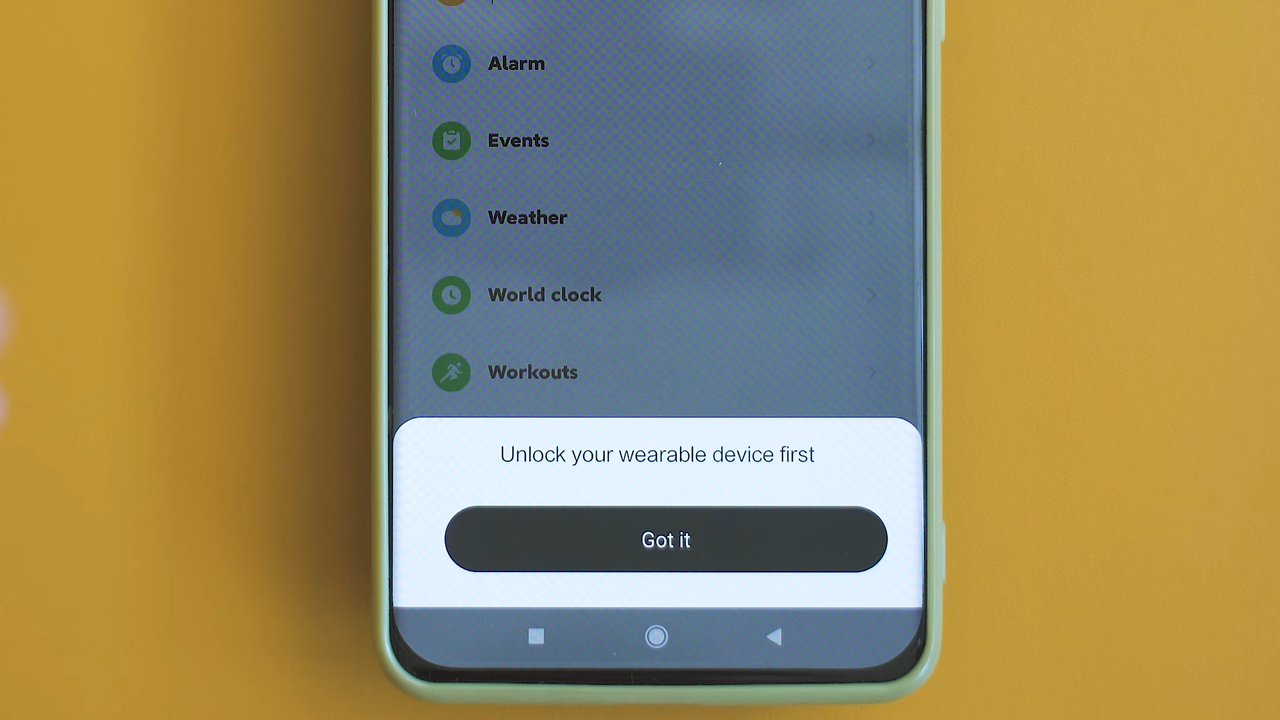 Alarm
Events
Weather
World clock
Workouts
Unlock your wearable device first
Got it